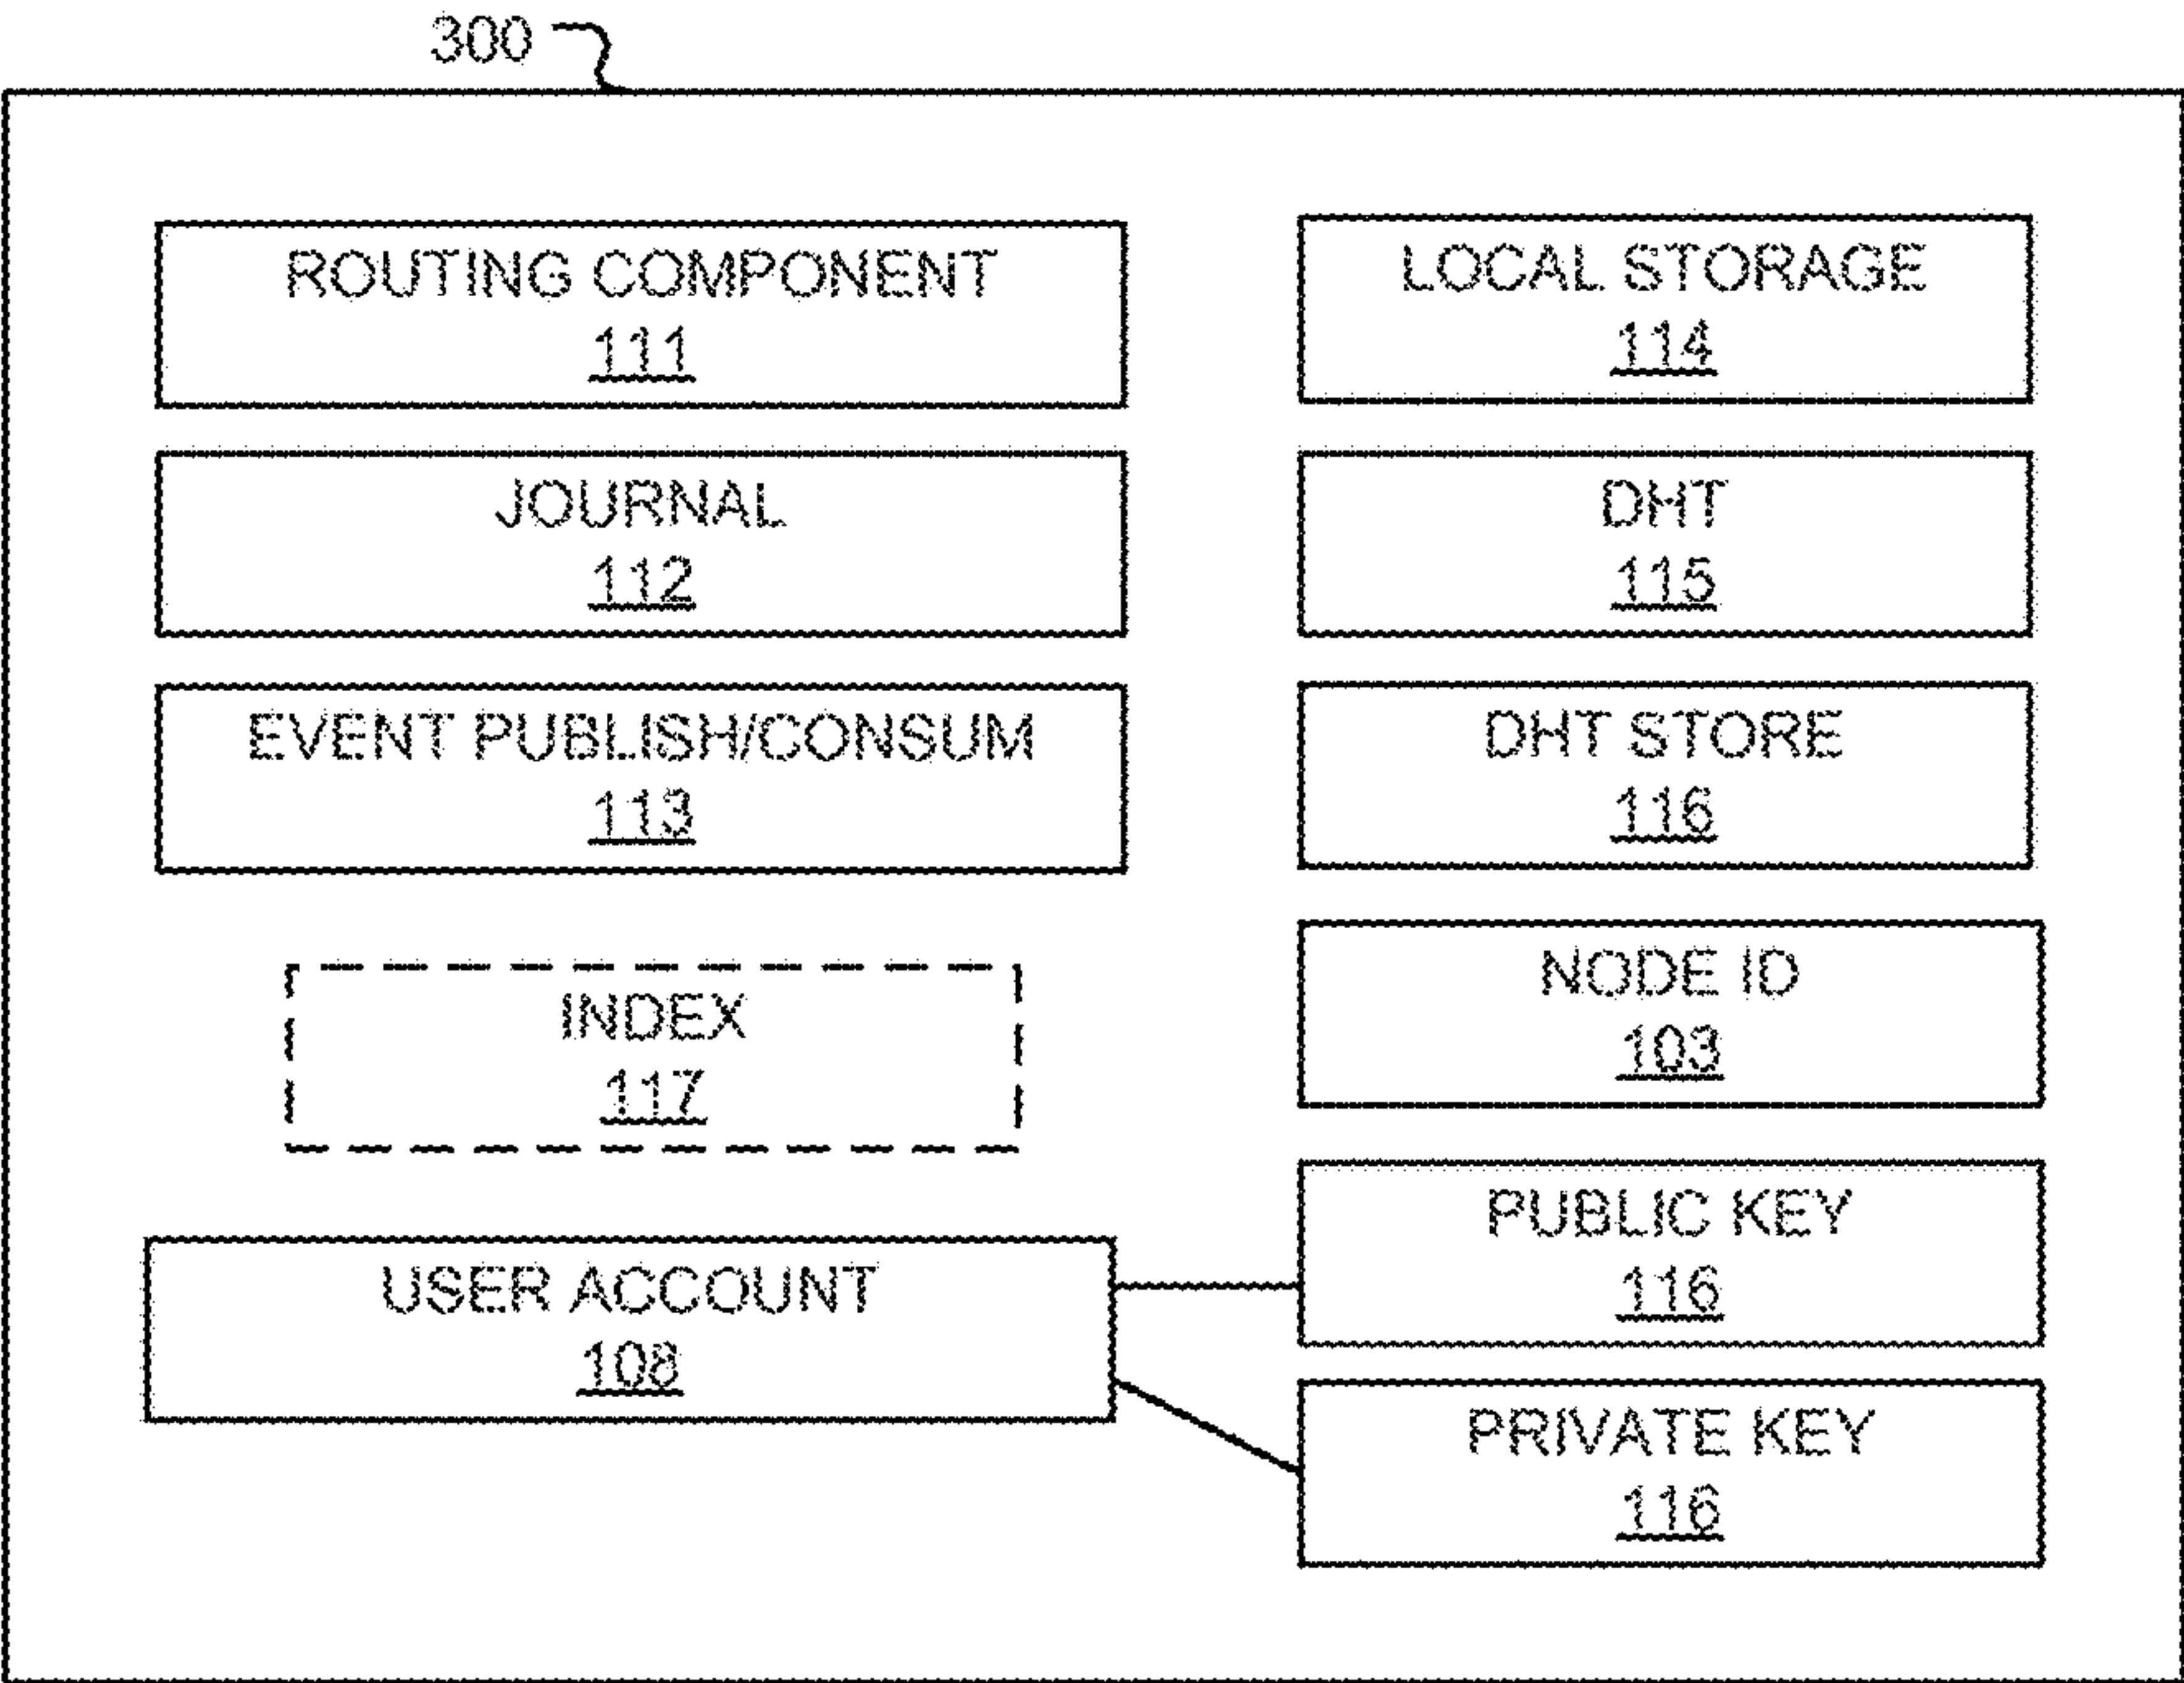 300
ROUTING COMPONENT
111
LOCAL STORAGE
114
JOURNAL
112
DHT
115
EVENT PUBLISH/CONSUM
113
DHT STORE
116
INDEX
117
NODE ID
103
USER ACCOUNT
108
PUBLIC KEY
116
PRIVATE KEY
116